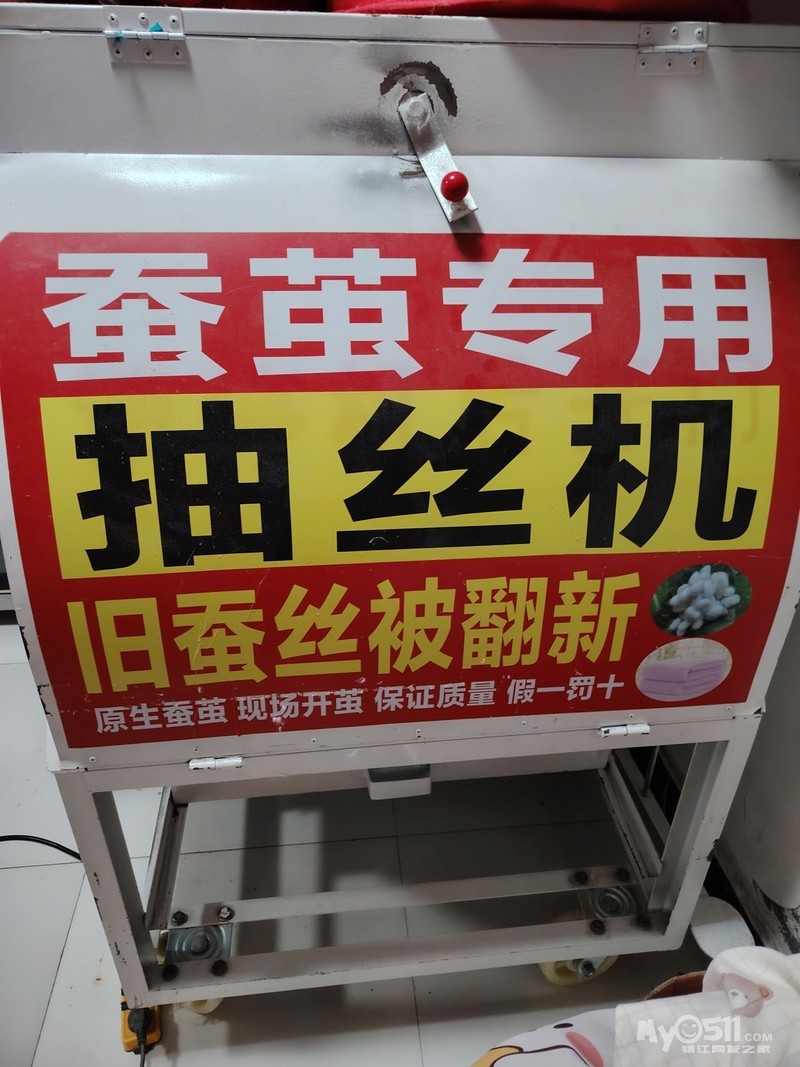 蚕茧专用
抽丝机
旧蚕丝被翻新
原生蚕茧 现场开茧 保证质量 假一罚十
My0511.COM
镇江网友之家